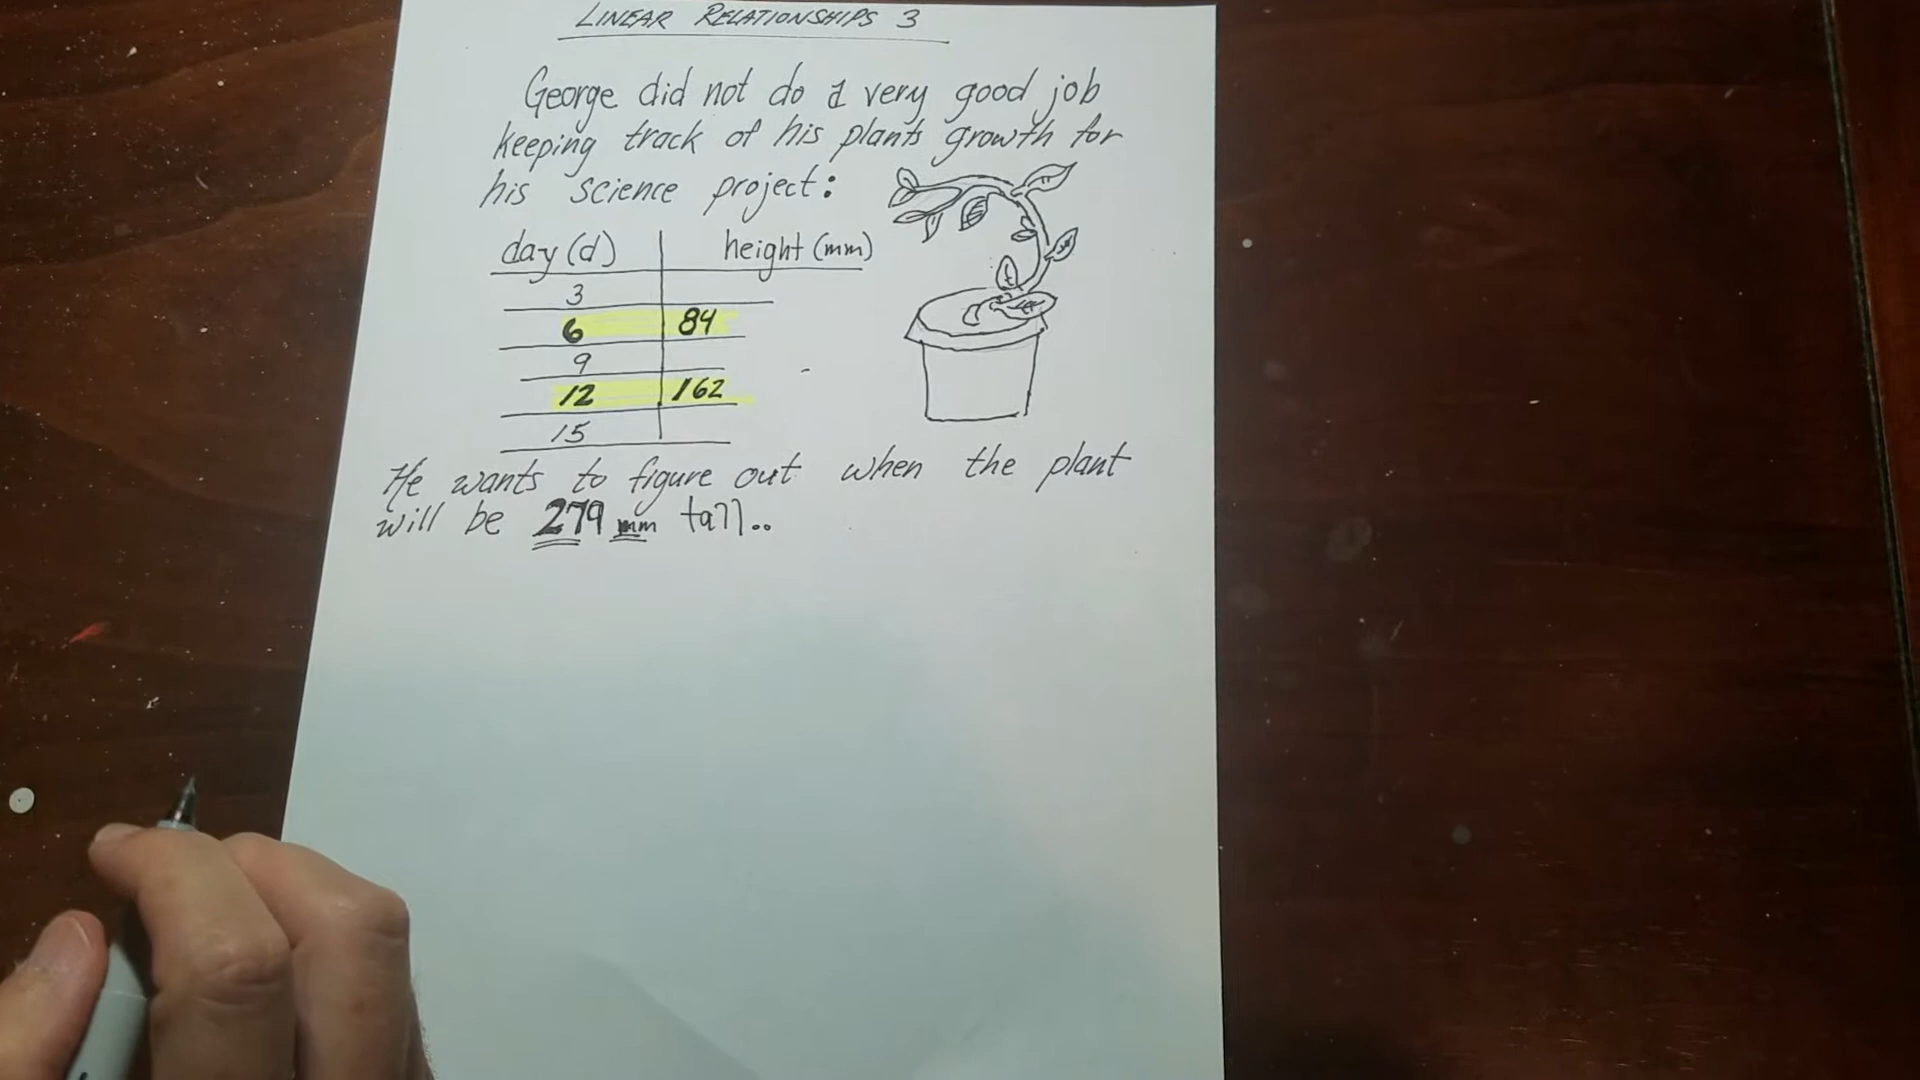 LINEAR RELATIONSHIPS 3
George did not do a very good job
keeping track of his plants growth for
his science project:
day (d) height (mm)
3
6 84
9
12 162
15
He wants to figure out when the plant
will be 279 mm tall..